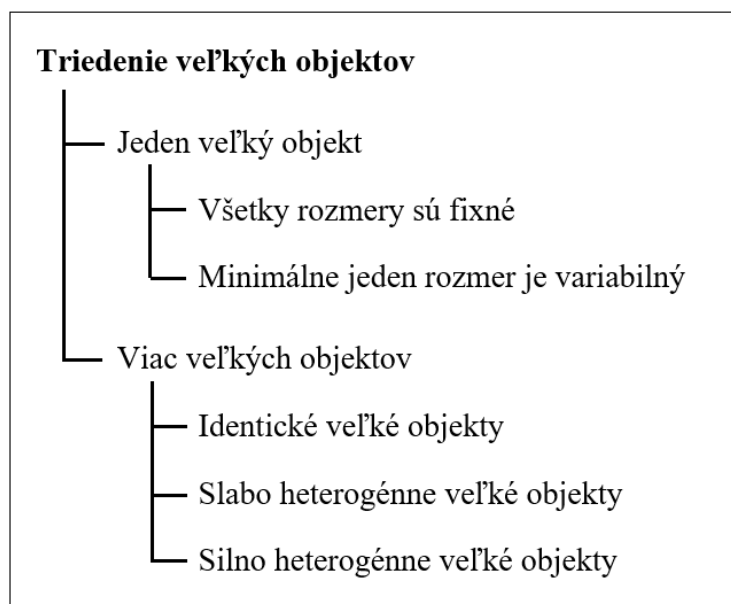 Triedenie veľkých objektov
Jeden veľký objekt
Všetky rozmery sú fixné
Minimálne jeden rozmer je variabilný
Viac veľkých objektov
Identické veľké objekty
Slabo heterogénne veľké objekty
Silno heterogénne veľké objekty